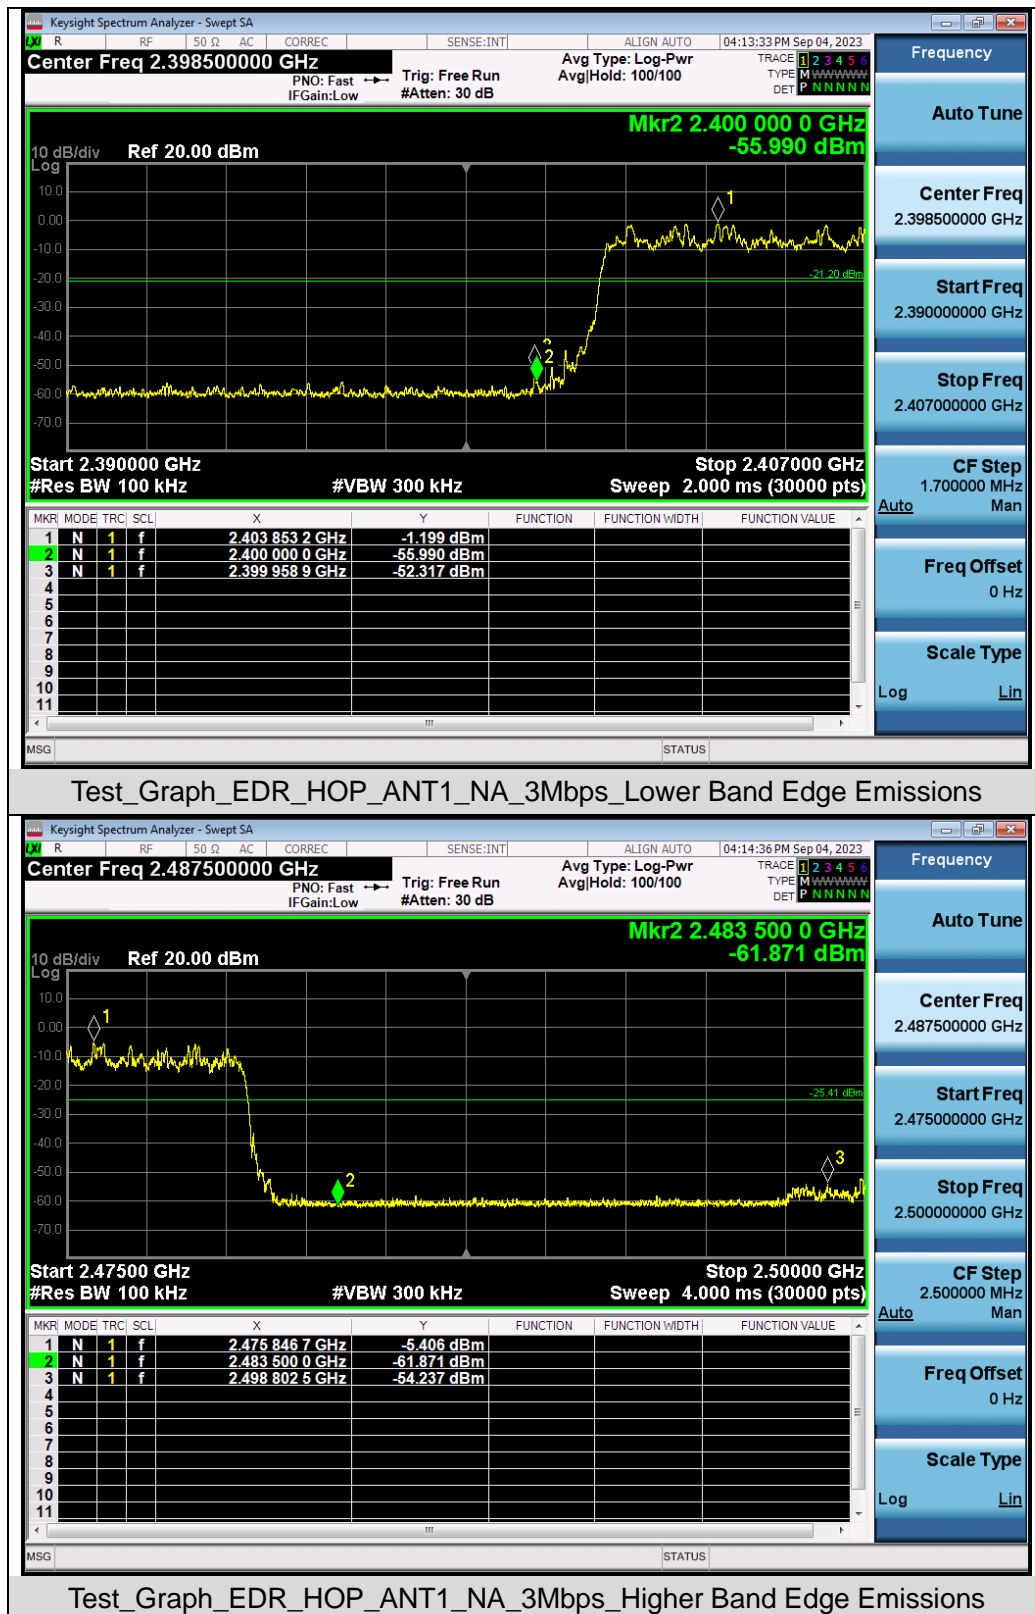 Keysight Spectrum Analyzer - Swept SA
LXI R RF 50 Ω AC CORREC SENSE:INT ALIGN AUTO 04:13:33 PM Sep 04, 2023
Center Freq 2.398500000 GHz
PNO: Fast
IFGain:Low
Trig: Free Run
#Atten: 30 dB
Avg Type: Log-Pwr
Avg|Hold: 100/100
TRACE 1 2 3 4 5 6
TYPE M WWWWW
DET P N N N N N
Frequency
Auto Tune
Mkr2 2.400 000 0 GHz
-55.990 dBm
10 dB/div Ref 20.00 dBm
Log
10.0
0.00
-10.0
-20.0
-30.0
-40.0
-50.0
-60.0
-70.0
1
-21.20 dBm
2
Start 2.390000 GHz
Stop 2.407000 GHz
#Res BW 100 kHz
#VBW 300 kHz
Sweep 2.000 ms (30000 pts)
Center Freq
2.398500000 GHz
Start Freq
2.390000000 GHz
Stop Freq
2.407000000 GHz
CF Step
1.700000 MHz
Auto Man
Freq Offset
0 Hz
Scale Type
Log Lin
MKR MODE TRC SCL X Y FUNCTION FUNCTION WIDTH FUNCTION VALUE
1 N 1 f 2.403 853 2 GHz -1.199 dBm
2 N 1 f 2.400 000 0 GHz -55.990 dBm
3 N 1 f 2.399 958 9 GHz -52.317 dBm
4
5
6
7
8
9
10
11
MSG STATUS
Test_Graph_EDR_HOP_ANT1_NA_3Mbps_Lower Band Edge Emissions
Keysight Spectrum Analyzer - Swept SA
LXI R RF 50 Ω AC CORREC SENSE:INT ALIGN AUTO 04:14:36 PM Sep 04, 2023
Center Freq 2.487500000 GHz
PNO: Fast
IFGain:Low
Trig: Free Run
#Atten: 30 dB
Avg Type: Log-Pwr
Avg|Hold: 100/100
TRACE 1 2 3 4 5 6
TYPE M WWWWW
DET P N N N N N
Frequency
Auto Tune
Mkr2 2.483 500 0 GHz
-61.871 dBm
10 dB/div Ref 20.00 dBm
Log
10.0
0.00
-10.0
-20.0
-30.0
-40.0
-50.0
-60.0
-70.0
1
-25.41 dBm
2
3
Start 2.47500 GHz
Stop 2.50000 GHz
#Res BW 100 kHz
#VBW 300 kHz
Sweep 4.000 ms (30000 pts)
Center Freq
2.487500000 GHz
Start Freq
2.475000000 GHz
Stop Freq
2.500000000 GHz
CF Step
2.500000 MHz
Auto Man
Freq Offset
0 Hz
Scale Type
Log Lin
MKR MODE TRC SCL X Y FUNCTION FUNCTION WIDTH FUNCTION VALUE
1 N 1 f 2.475 846 7 GHz -5.406 dBm
2 N 1 f 2.483 500 0 GHz -61.871 dBm
3 N 1 f 2.498 802 5 GHz -54.237 dBm
4
5
6
7
8
9
10
11
MSG STATUS
Test_Graph_EDR_HOP_ANT1_NA_3Mbps_Higher Band Edge Emissions